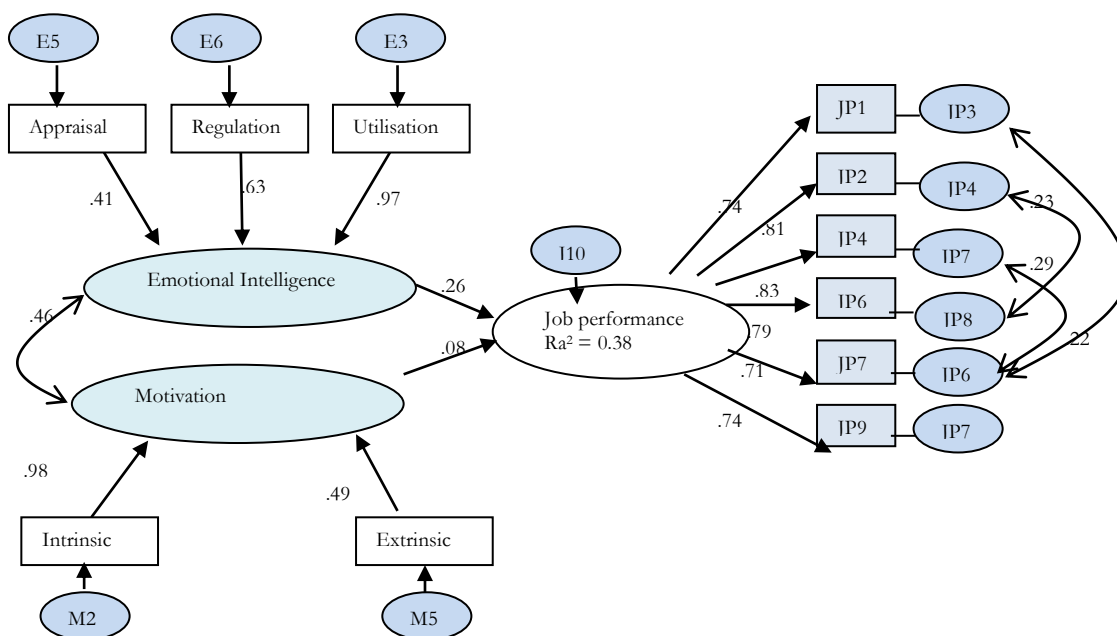 E5
E6
E3
Appraisal
Regulation
Utilisation
.41
.63
.97
Emotional Intelligence
.46
.26
Motivation
.08
.98
.49
Intrinsic
Extrinsic
M2
M5
J10
Job performance
Ra² = 0.38
.74
.81
.83
.79
.71
.74
JP1
JP3
JP2
JP4
JP4
JP7
JP6
JP8
JP7
JP6
JP9
JP7
.23
.29
.22